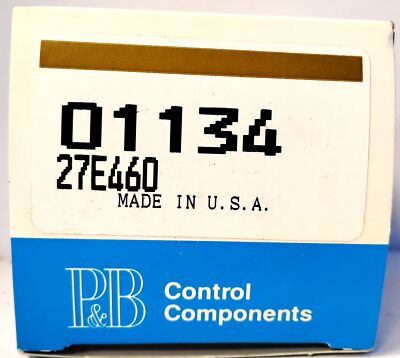 01134
27E460
MADE IN U.S.A.
P&B
Control
Components